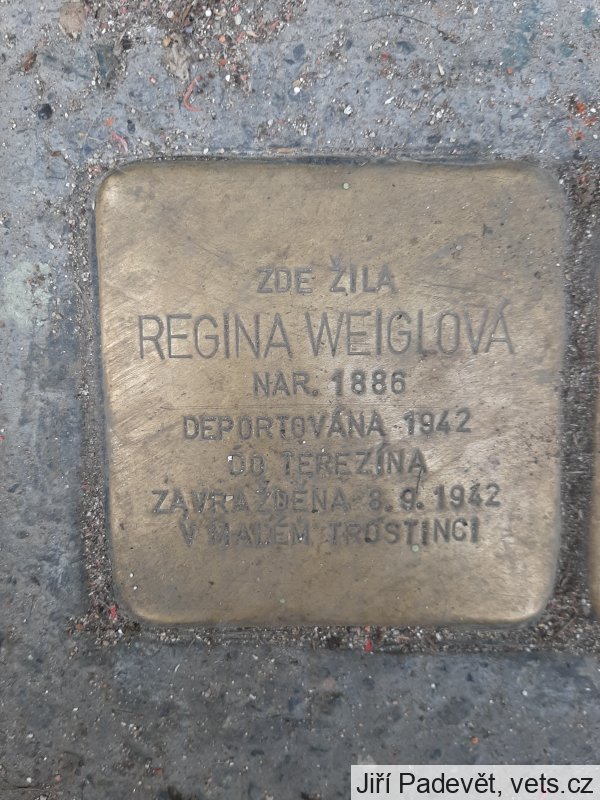 ZDE ŽILA
REGINA WEIGLOVÁ
NAR. 1886
DEPORTOVÁNA 1942
DO TEREZÍNA
ZAVRAŽDĚNA 8.9.1942
V MALÉM TROSTINCI
Jiří Padevět, vets.cz